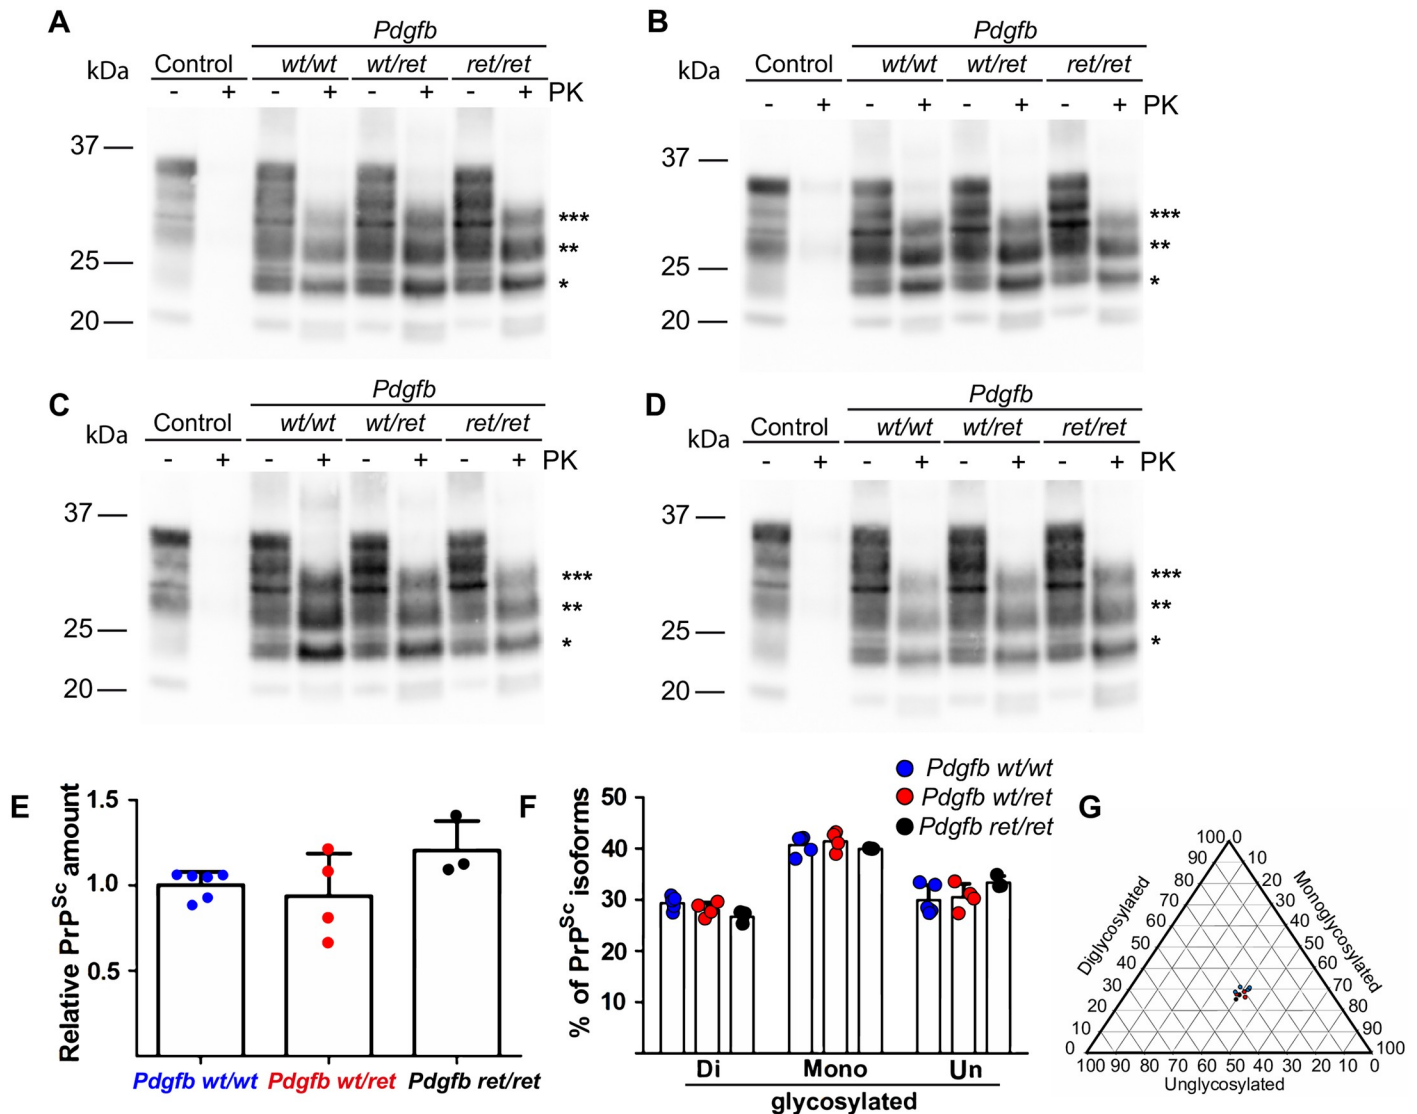 A
Pdgfb
kDa
Control
wt/wt
wt/ret
ret/ret
- + - + - + - + PK
37
25
20
***
**
*
B
Pdgfb
kDa
Control
wt/wt
wt/ret
ret/ret
- + - + - + - + PK
37
25
20
***
**
*
C
Pdgfb
kDa
Control
wt/wt
wt/ret
ret/ret
- + - + - + - + PK
37
25
20
***
**
*
D
Pdgfb
kDa
Control
wt/wt
wt/ret
ret/ret
- + - + - + - + PK
37
25
20
***
**
*
E
Relative PrPSc amount
1.5
1.0
0.5
Pdgfb wt/wt
Pdgfb wt/ret
Pdgfb ret/ret
F
% of PrPSc isoforms
50
40
30
20
10
Pdgfb wt/wt
Pdgfb wt/ret
Pdgfb ret/ret
Di
Mono
Un
glycosylated
G
Diglycosylated
100
90
80
70
60
50
40
30
20
10
0
Monoglycosylated
0
10
20
30
40
50
60
70
80
90
100
100 90 80 70 60 50 40 30 20 10 0
Unglycosylated